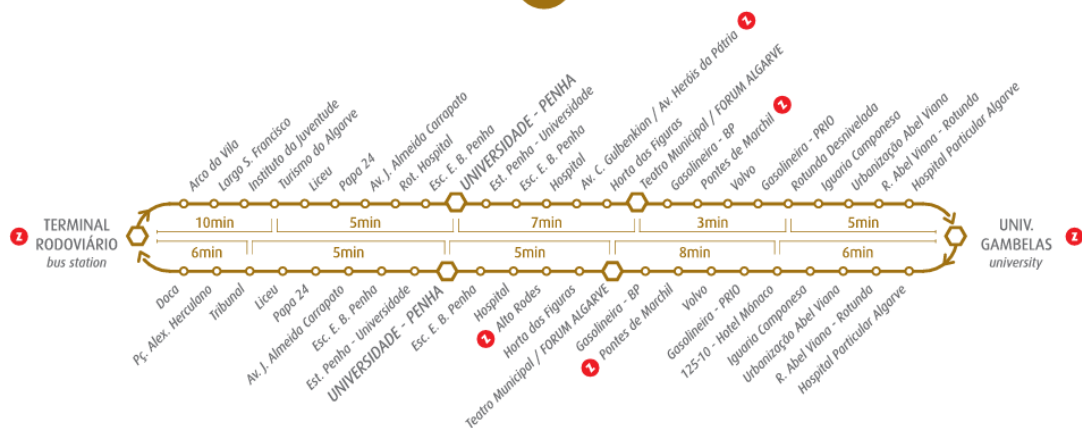 Arco da Vila
Largo S. Francisco
Instituto da Juventude
Turismo do Algarve
Liceu
Papa 24
Av. J. Almeida Carrapato
Rot. Hospital
Esc. E. B. Penha
UNIVERSIDADE - PENHA
Est. Penha - Universidade
Esc. E. B. Penha
Hospital
Av. C. Gulbenkian / Av. Heróis da Pátria
z
Horta das Figuras
Teatro Municipal / FORUM ALGARVE
Gasolineira - BP
Pontes de Marchil
z
Volvo
Gasolineira - PRIO
Rotunda Desnivelada
Iguaria Camponesa
Urbanização Abel Viana
R. Abel Viana - Rotunda
Hospital Particular Algarve
z
TERMINAL
RODOVIÁRIO
bus station
10min
5min
7min
3min
5min
6min
5min
5min
8min
6min
UNIV.
GAMBELAS
university
z
Doca
Pç. Alex. Herculano
Tribunal
Liceu
Papa 24
Av. J. Almeida Carrapato
Esc. E. B. Penha
Est. Penha - Universidade
UNIVERSIDADE - PENHA
Esc. E. B. Penha
Hospital
z
Alto Rodes
Horta das Figuras
Teatro Municipal / FORUM ALGARVE
Gasolineira - BP
z
Pontes de Marchil
Volvo
Gasolineira - PRIO
125-10 - Hotel Mónaco
Iguaria Camponesa
Urbanização Abel Viana
R. Abel Viana - Rotunda
Hospital Particular Algarve